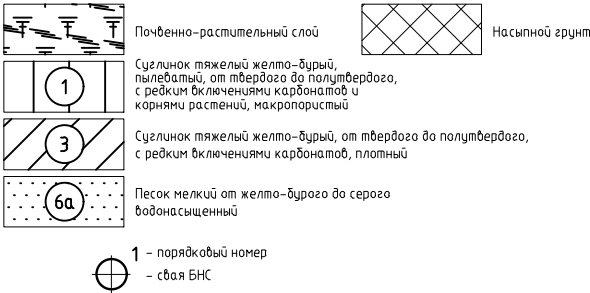 Почвенно-растительный слой
Насыпной грунт
1
Суглинок тяжелый желто-бурый,
пылеватый, от твердого до полутвердого,
с редким включениями карбонатов и
корнями растений, макропористый
3
Суглинок тяжелый желто-бурый, от твердого до полутвердого,
с редким включениями карбонатов, плотный
6а
Песок мелкий от желто-бурого до серого
водонасыщенный
1 - порядковый номер
- свая БНС